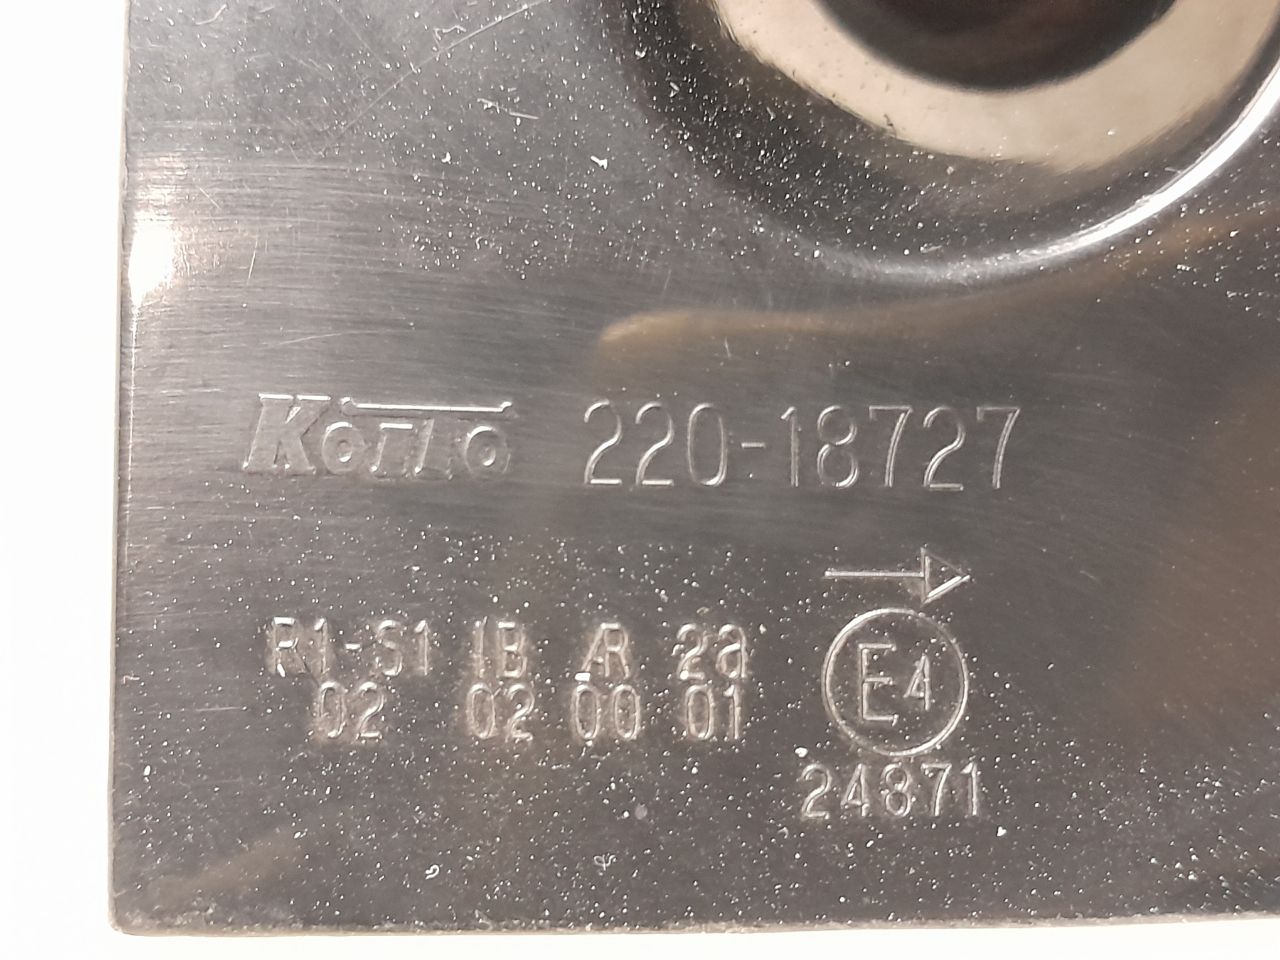 Koito 220-18727
R1-S1 IB AR 2a
02 02 00 01
E4
24871